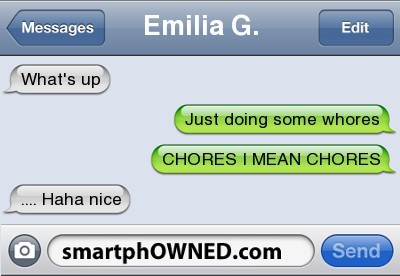 Messages
Emilia G.
Edit
What's up
Just doing some whores
CHORES I MEAN CHORES
.... Haha nice
smartphOWNED.com
Send